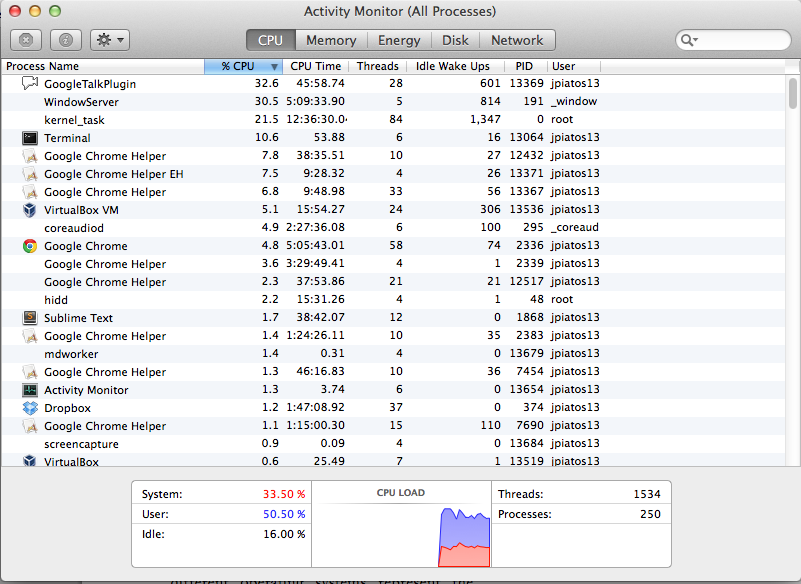 Activity Monitor (All Processes)
CPU Memory Energy Disk Network
Process Name % CPU CPU Time Threads Idle Wake Ups PID User
GoogleTalkPlugin 32.6 45:58.74 28 601 13369 jpiatos13
WindowServer 30.5 5:09:33.90 5 814 191 _window
kernel_task 21.5 12:36:30.0 84 1,347 0 root
Terminal 10.6 53.88 6 16 13064 jpiatos13
Google Chrome Helper 7.8 38:35.51 10 27 12432 jpiatos13
Google Chrome Helper EH 7.5 9:28.32 4 26 13371 jpiatos13
Google Chrome Helper 6.8 9:48.98 33 56 13367 jpiatos13
VirtualBox VM 5.1 15:54.27 24 306 13536 jpiatos13
coreaudiod 4.9 2:27:36.08 6 100 295 _coreaud
Google Chrome 4.8 5:05:43.01 58 74 2336 jpiatos13
Google Chrome Helper 3.6 3:29:49.41 4 1 2339 jpiatos13
Google Chrome Helper 2.3 37:53.86 21 21 12517 jpiatos13
hidd 2.2 15:31.26 4 1 48 root
Sublime Text 1.7 38:42.07 12 0 1868 jpiatos13
Google Chrome Helper 1.4 1:24:26.11 10 35 2383 jpiatos13
mdworker 1.4 0.31 4 0 13679 jpiatos13
Google Chrome Helper 1.3 46:16.83 10 36 7454 jpiatos13
Activity Monitor 1.3 3.74 6 0 13654 jpiatos13
Dropbox 1.2 1:47:08.92 37 0 374 jpiatos13
Google Chrome Helper 1.1 1:15:00.30 15 110 7690 jpiatos13
screencapture 0.9 0.09 4 0 13684 jpiatos13
VirtualBox 0.6 25.49 7 1 13519 jpiatos13
System: 33.50 % CPU LOAD Threads: 1534
User: 50.50 % Processes: 250
Idle: 16.00 %
different operating systems represent the